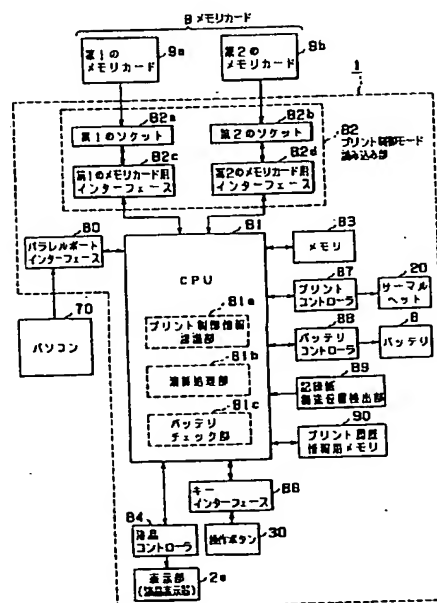 9 メモリカード
第1の
メモリカード
9a
第2の
メモリカード
9b
1
82a
第1のソケット
82b
第2のソケット
82
プリント制御モード
読み込み部
82c
第1のメモリカード用
インターフェース
82d
第2のメモリカード用
インターフェース
80
パラレルポート
インターフェース
70
パソコン
81
CPU
81a
プリント制御情報
81b
演算処理部
81c
バッテリ
チェック部
83
メモリ
87
プリント
コントローラ
20
サーマル
ヘッド
88
バッテリ
コントローラ
8
バッテリ
89
記録紙
搬送位置検出部
90
プリント履歴
情報用メモリ
86
キー
インターフェース
84
液晶
コントローラ
30
操作ボタン
2a
表示部
(液晶表示器)